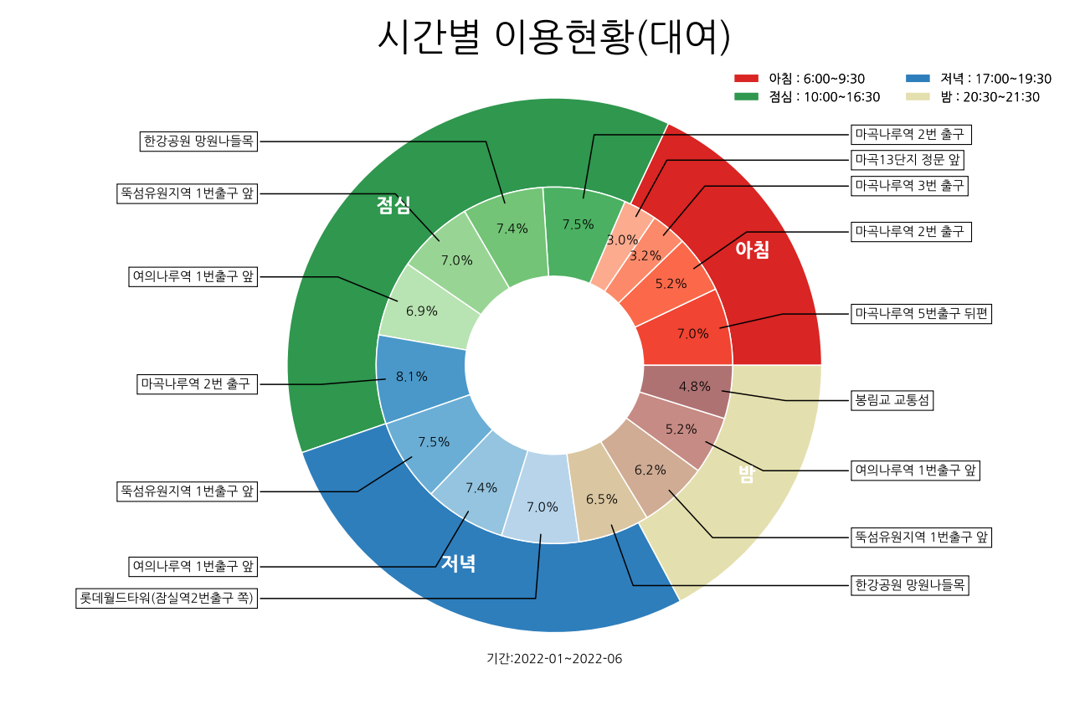 시간별 이용현황(대여)
아침 : 6:00~9:30
저녁 : 17:00~19:30
점심 : 10:00~16:30
밤 : 20:30~21:30
한강공원 망원나들목
뚝섬유원지역 1번출구 앞
여의나루역 1번출구 앞
마곡나루역 2번 출구
뚝섬유원지역 1번출구 앞
여의나루역 1번출구 앞
롯데월드타워(잠실역2번출구 쪽)
점심
아침
저녁
밤
7.4%
7.5%
3.0%
3.2%
5.2%
7.0%
7.0%
6.9%
8.1%
7.5%
7.4%
7.0%
6.5%
6.2%
5.2%
4.8%
마곡나루역 2번 출구
마곡13단지 정문 앞
마곡나루역 3번 출구
마곡나루역 2번 출구
마곡나루역 5번출구 뒤편
봉림교 교통섬
여의나루역 1번출구 앞
뚝섬유원지역 1번출구 앞
한강공원 망원나들목
기간:2022-01~2022-06